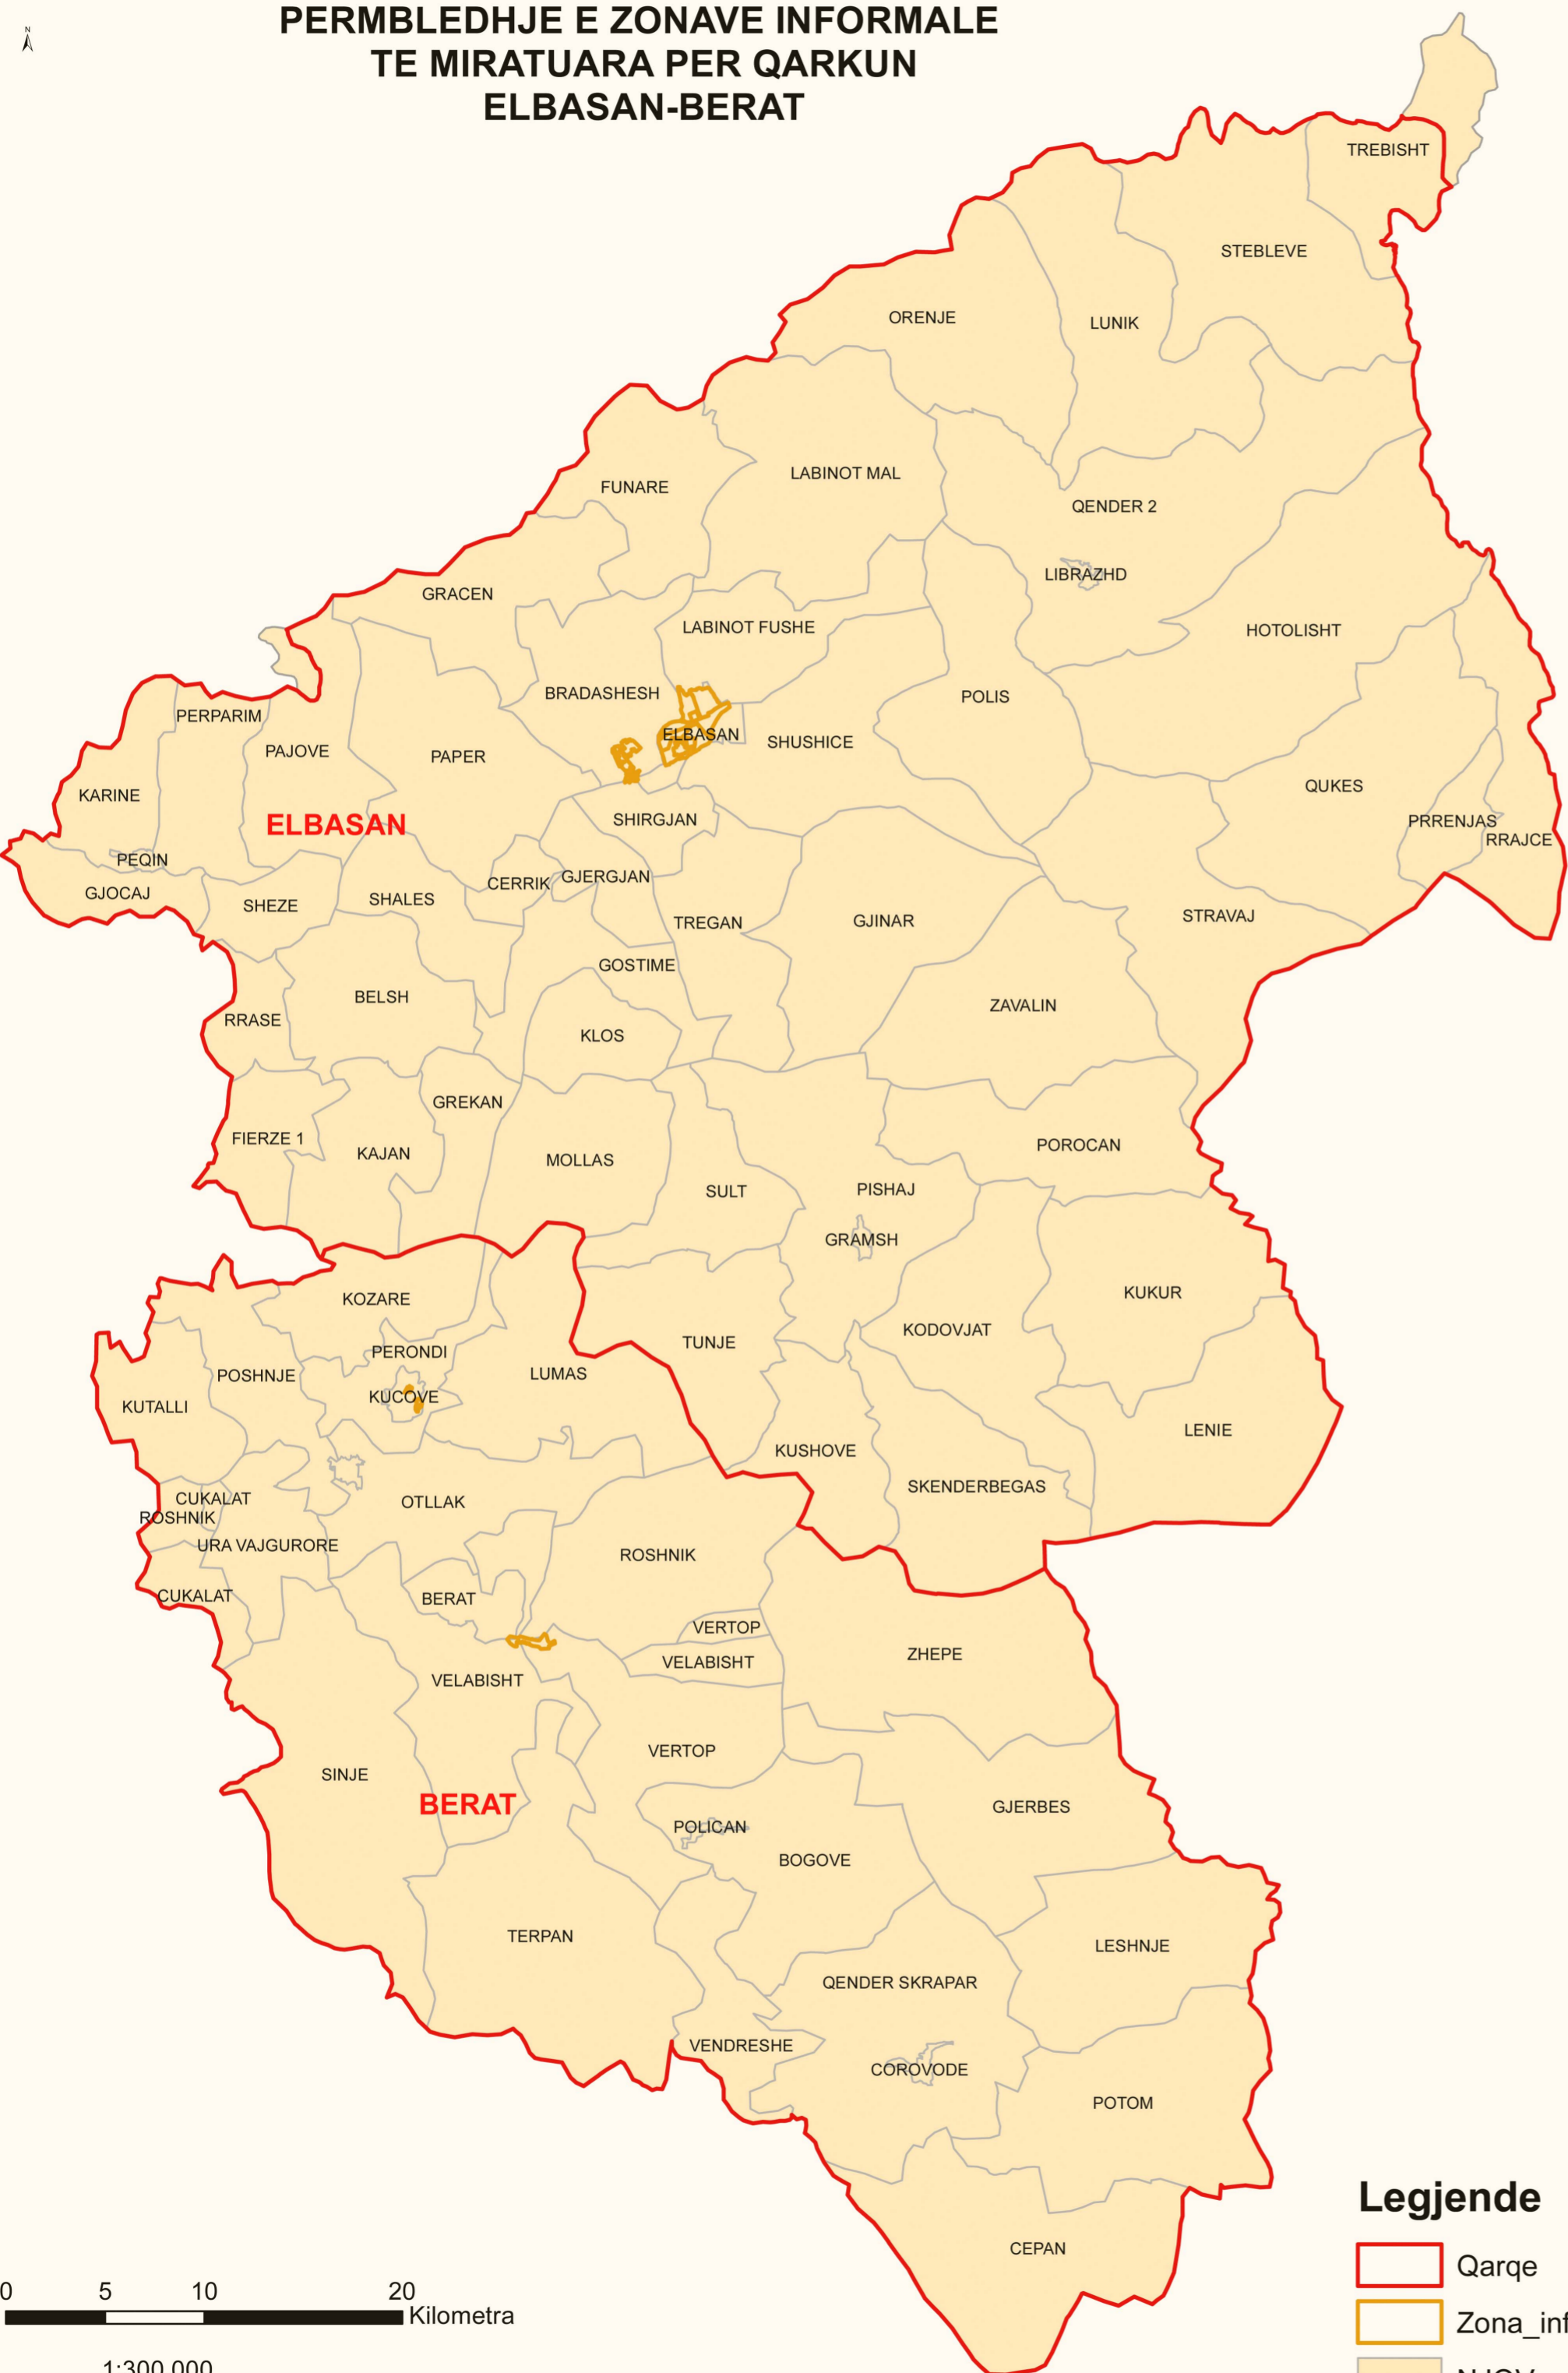 N
PERMBLEDHJE E ZONAVE INFORMALE
TE MIRATUARA PER QARKUN
ELBASAN-BERAT
TREBISHT
STEBLEVE
ORENJE
LUNIK
LABINOT MAL
FUNARE
QENDER 2
LIBRAZHD
GRACEN
LABINOT FUSHE
HOTOLISHT
BRADASHESH
POLIS
PERPARIM
ELBASAN
SHUSHICE
PAJOVE
PAPER
QUKES
KARINE
SHIRGJAN
PRRENJAS
ELBASAN
RRAJCE
PEQIN
GJERGJAN
CERRIK
GJOCAJ
SHALES
SHEZE
STRAVAJ
TREGAN
GJINAR
GOSTIME
BELSH
ZAVALIN
RRASE
KLOS
GREKAN
FIERZE 1
POROCAN
KAJAN
MOLLAS
SULT
PISHAJ
GRAMSH
KUKUR
KOZARE
KODOVJAT
TUNJE
PERONDI
LUMAS
POSHNJE
KUCOVE
KUTALLI
LENIE
KUSHOVE
SKENDERBEGAS
CUKALAT
OTLLAK
ROSHNIK
URA VAJGURORE
ROSHNIK
CUKALAT
BERAT
VERTOP
ZHEPE
VELABISHT
VELABISHT
VERTOP
SINJE
BERAT
GJERBES
POLICAN
BOGOVE
TERPAN
LESHNJE
QENDER SKRAPAR
VENDRESHE
COROVODE
POTOM
CEPAN
Legjende
Qarqe
Zona_inf
0 5 10 20
Kilometra
1:300,000